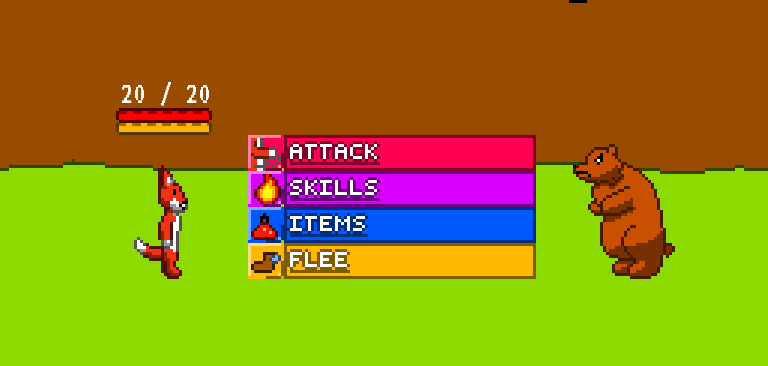 20 / 20
ATTACK
SKILLS
ITEMS
FLEE